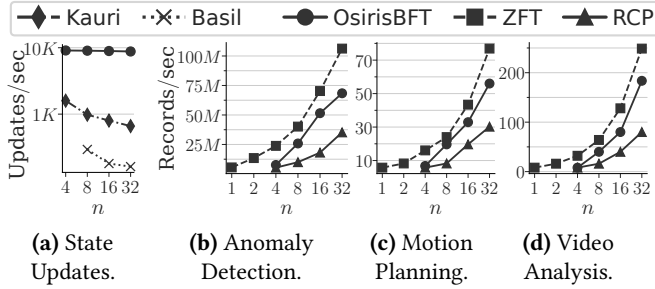 Kauri Basil OsirisBFT ZFT RCP
Updates/sec
10K
1K
4 8 16 32
n
(a) State
Updates.
Records/sec
100M
75M
50M
25M
1 2 4 8 16 32
n
(b) Anomaly
Detection.
70
50
30
10
1 2 4 8 16 32
n
(c) Motion
Planning.
200
100
0
1 2 4 8 16 32
n
(d) Video
Analysis.